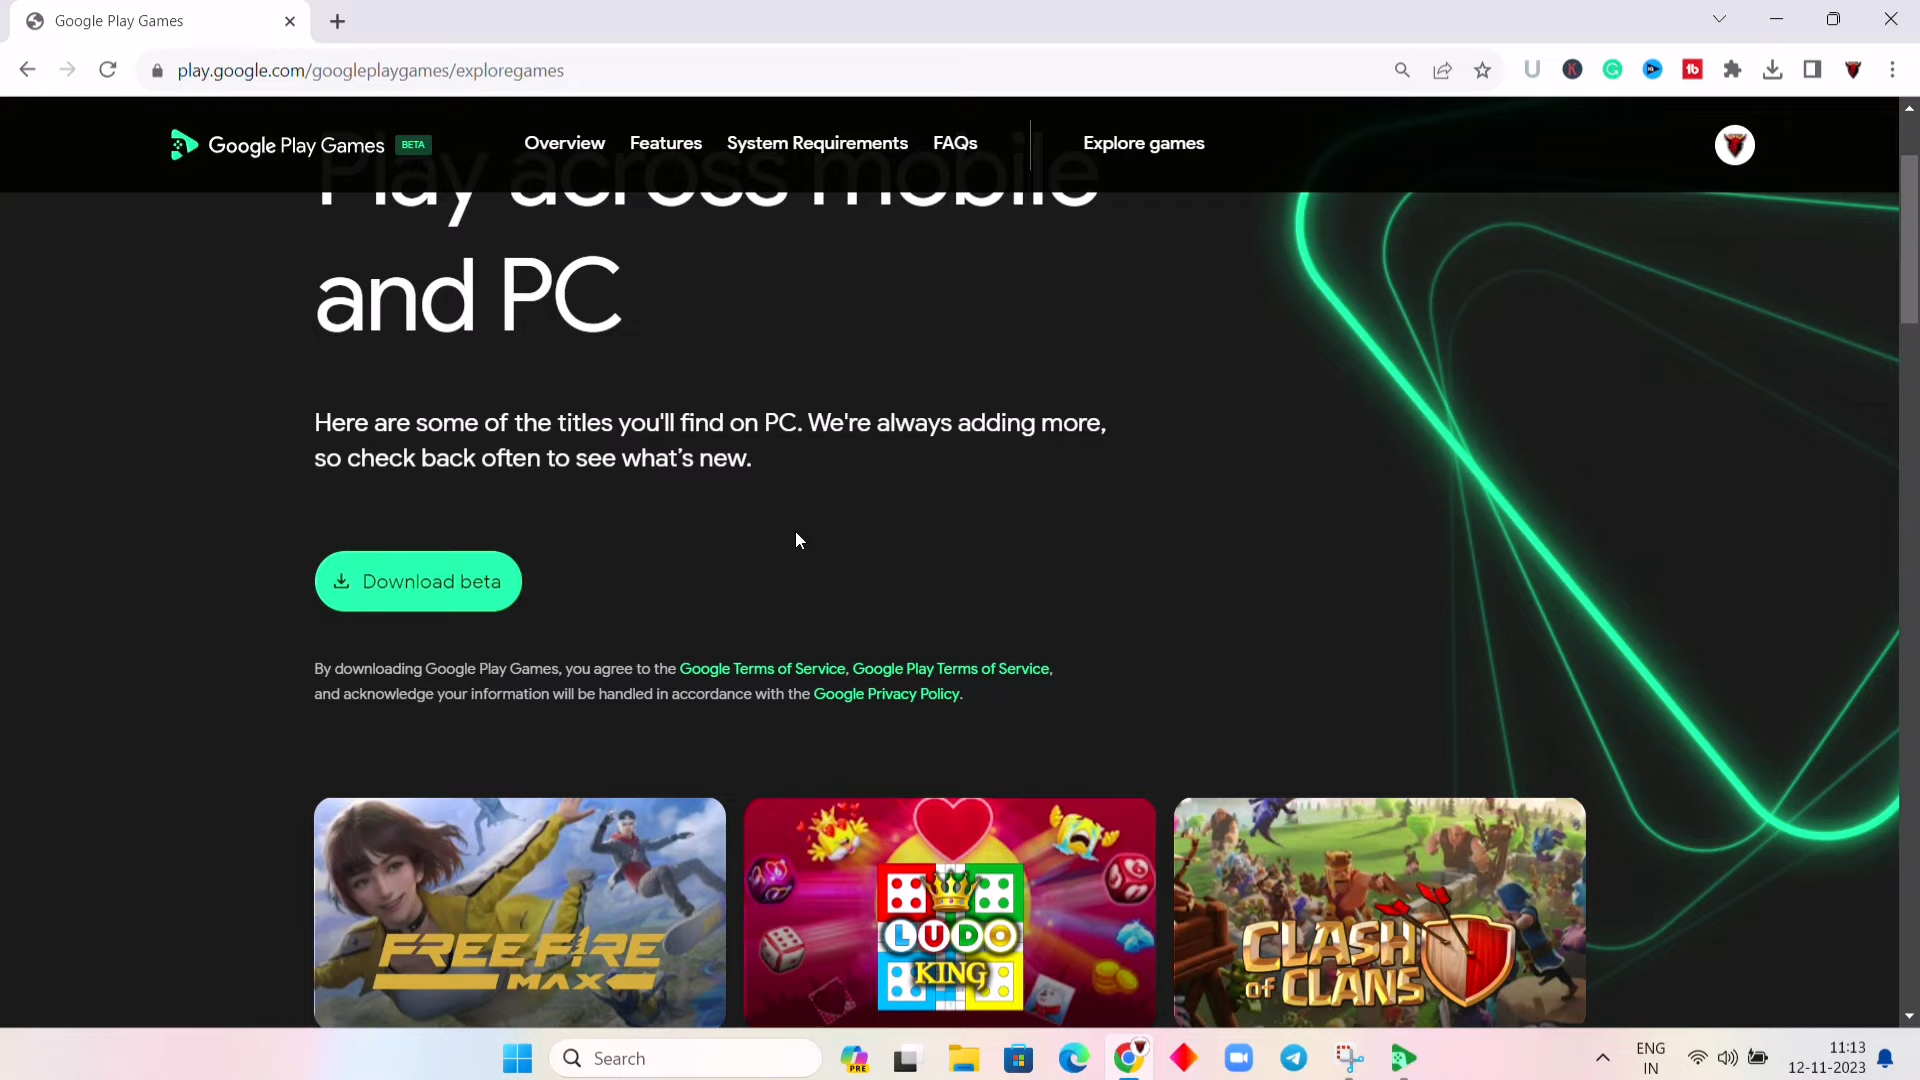 Google Play Games
play.google.com/googleplaygames/exploregames
Google Play Games BETA
Overview
Features
System Requirements
FAQs
Explore games
Play across mobile
and PC
Here are some of the titles you'll find on PC. We're always adding more,
so check back often to see what's new.
Download beta
By downloading Google Play Games, you agree to the Google Terms of Service, Google Play Terms of Service,
and acknowledge your information will be handled in accordance with the Google Privacy Policy.
FREE FIRE
MAX
LUDO
KING
CLASH
OF CLANS
Search
PRE
ENG
IN
11:13
12-11-2023